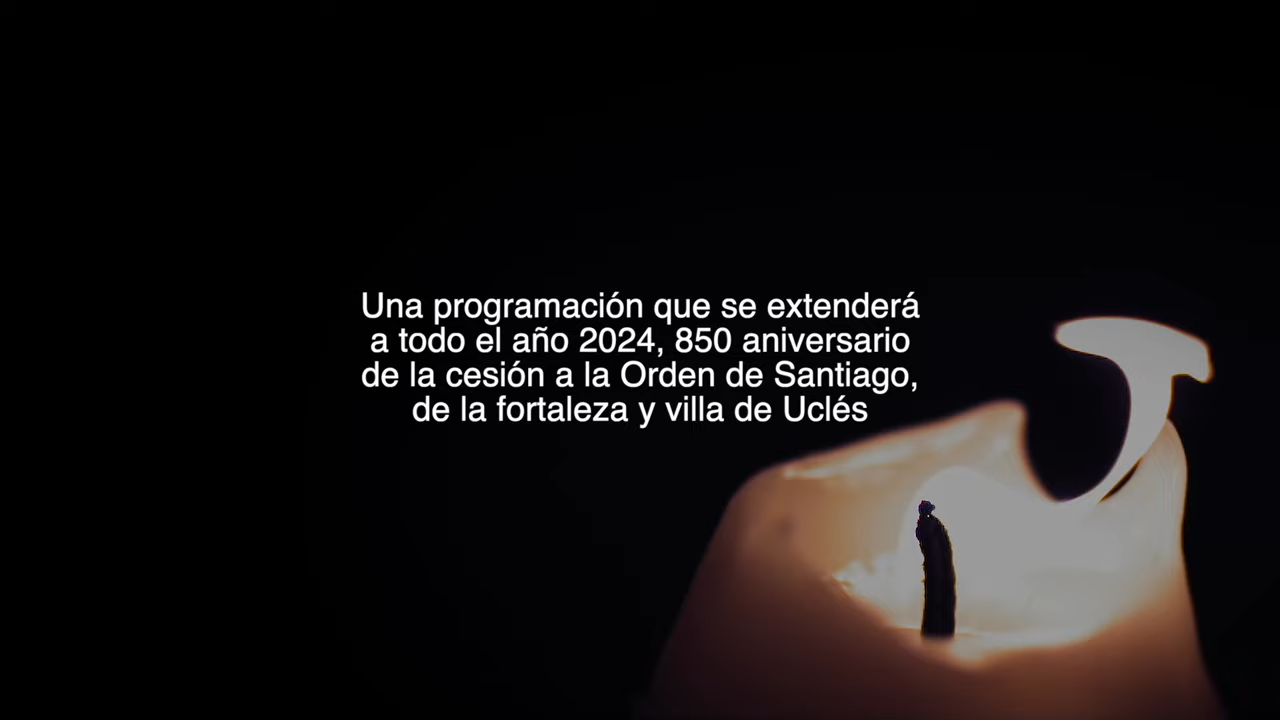 Una programación que se extenderá
a todo el año 2024, 850 aniversario
de la cesión a la Orden de Santiago,
de la fortaleza y villa de Uclés